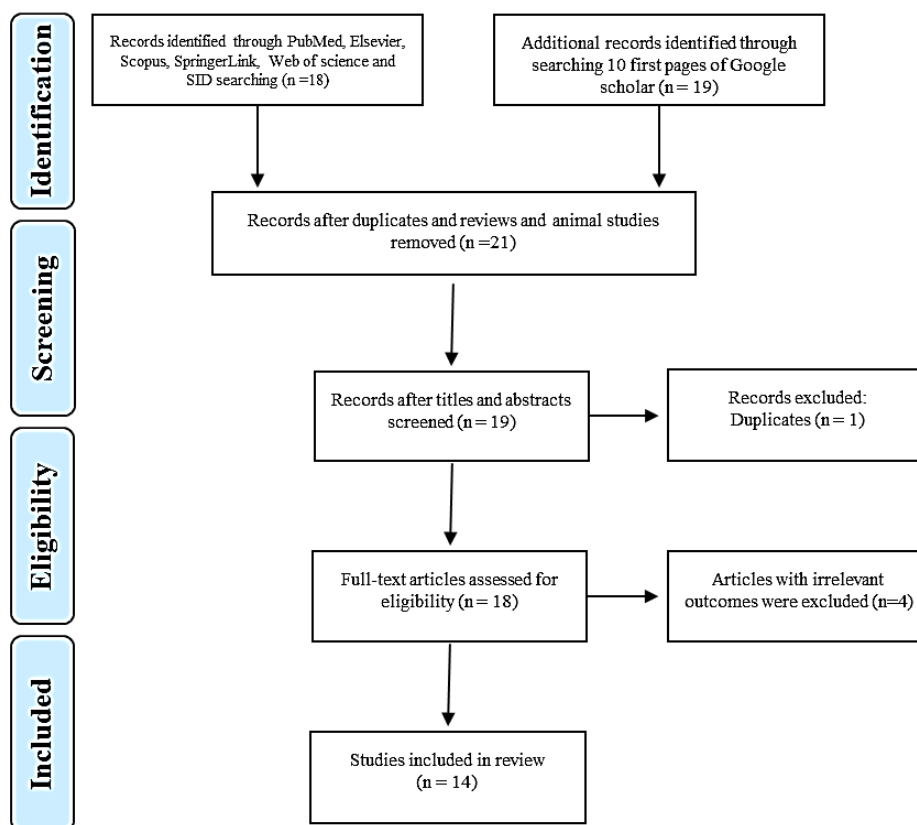 Identification
Records identified through PubMed, Elsevier,
Scopus, SpringerLink, Web of science and
SID searching (n =18)
Additional records identified through
searching 10 first pages of Google
scholar (n = 19)
Records after duplicates and reviews and animal studies
removed (n =21)
Screening
Records after titles and abstracts
screened (n = 19)
Records excluded:
Duplicates (n = 1)
Eligibility
Full-text articles assessed for
eligibility (n = 18)
Articles with irrelevant
outcomes were excluded (n=4)
Included
Studies included in review
(n = 14)